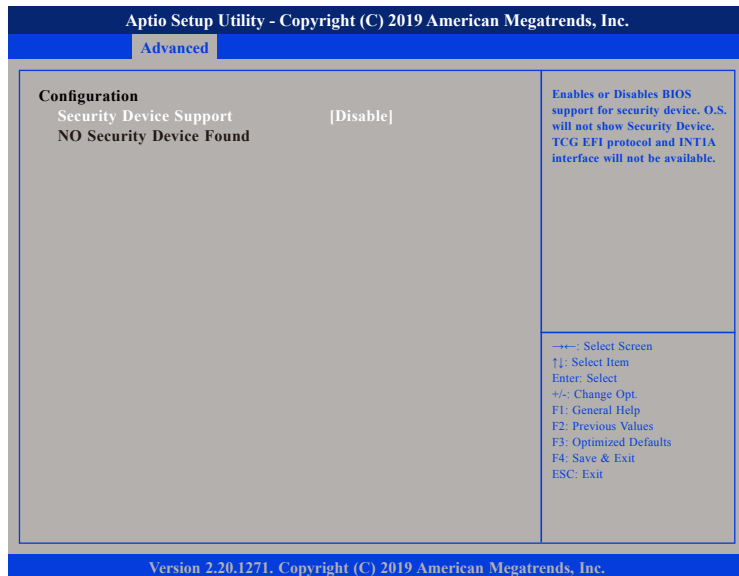 Aptio Setup Utility - Copyright (C) 2019 American Megatrends, Inc.
Advanced
Configuration
Security Device Support [Disable]
NO Security Device Found
Enables or Disables BIOS
support for security device. O.S.
will not show Security Device.
TCG EFI protocol and INT1A
interface will not be available.
→←: Select Screen
↑↓: Select Item
Enter: Select
+/-: Change Opt.
F1: General Help
F2: Previous Values
F3: Optimized Defaults
F4: Save & Exit
ESC: Exit
Version 2.20.1271. Copyright (C) 2019 American Megatrends, Inc.